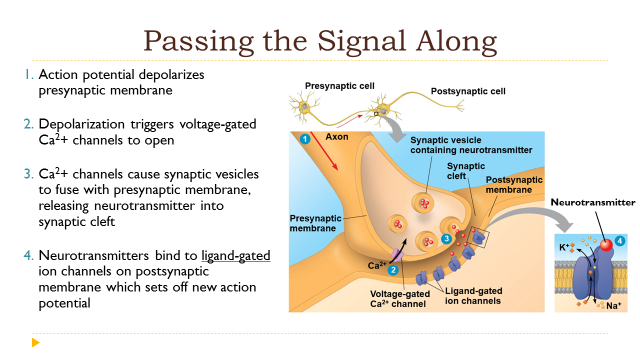 Passing the Signal Along
1. Action potential depolarizes
presynaptic membrane
2. Depolarization triggers voltage-gated
Ca2+ channels to open
3. Ca2+ channels cause synaptic vesicles
to fuse with presynaptic membrane,
releasing neurotransmitter into
synaptic cleft
4. Neurotransmitters bind to ligand-gated
ion channels on postsynaptic
membrane which sets off new action
potential
Presynaptic cell
Postsynaptic cell
1
Axon
Synaptic vesicle
containing neurotransmitter
Synaptic
cleft
Postsynaptic
membrane
Presynaptic
membrane
3
Ca2+
2
Voltage-gated
Ca2+ channel
Ligand-gated
ion channels
Neurotransmitter
4
K+
Na+